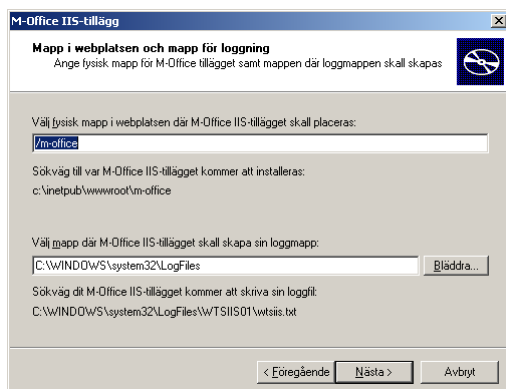 M-Office IIS-tillägg
Mapp i webplatsen och mapp för loggning
Ange fysisk mapp för M-Office tillägget samt mappen där loggmappen skall skapas
Välj fysisk mapp i webplatsen där M-Office IIS-tillägget skall placeras:
/m-office
Sökväg till var M-Office IIS-tillägget kommer att installeras:
c:\inetpub\wwwroot\m-office
Välj mapp där M-Office IIS-tillägget skall skapa sin loggmapp:
C:\WINDOWS\system32\LogFiles
Bläddra...
Sökväg dit M-Office IIS-tillägget kommer att skriva sin loggfil:
C:\WINDOWS\system32\LogFiles\WTSIIS01\wtsiis.txt
< Föregående
Nästa >
Avbryt